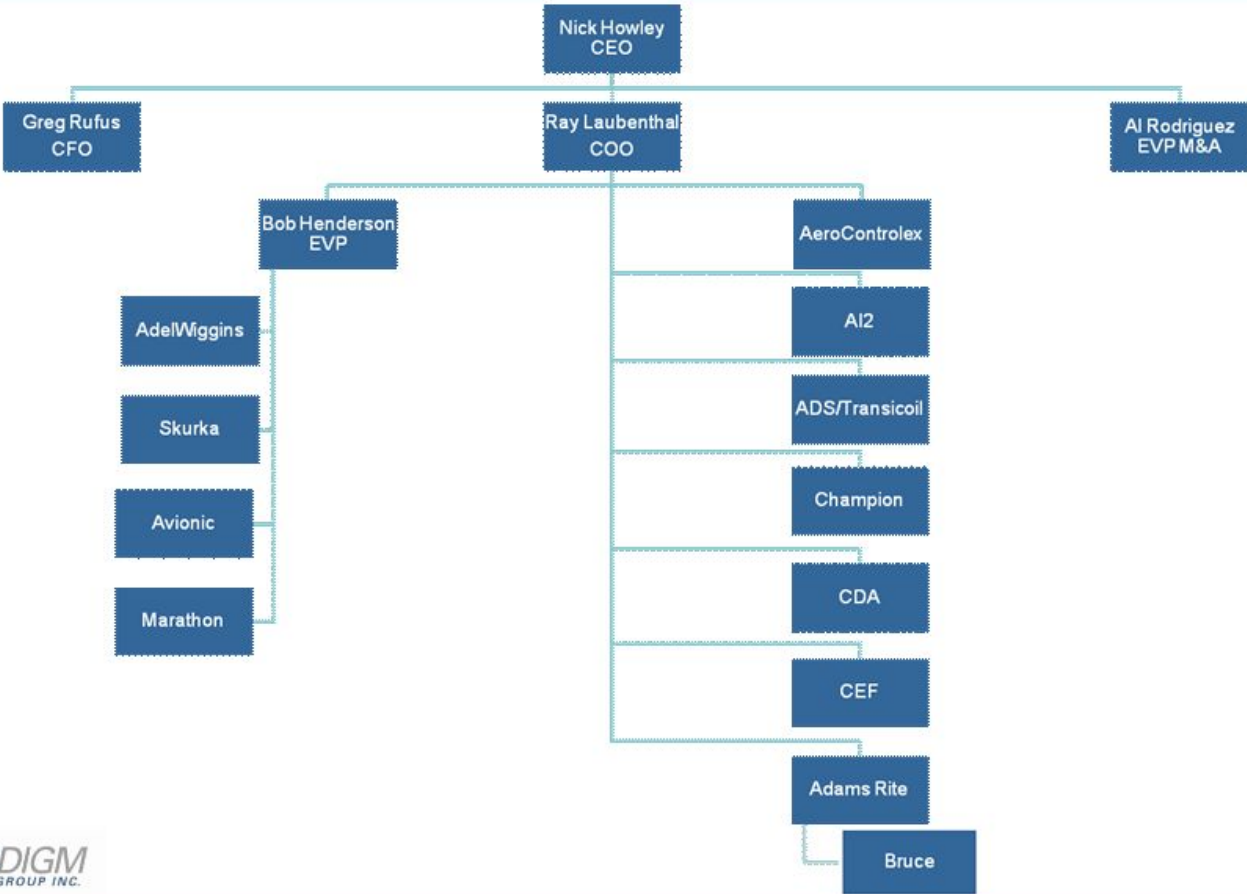 Nick Howley
CEO
Greg Rufus
CFO
Ray Laubenthal
COO
Al Rodriguez
EVP M&A
Bob Henderson
EVP
AdelWiggins
Skurka
Avionic
Marathon
AeroControlex
AI2
ADS/Transicoil
Champion
CDA
CEF
Adams Rite
Bruce
DIGM
GROUP INC.